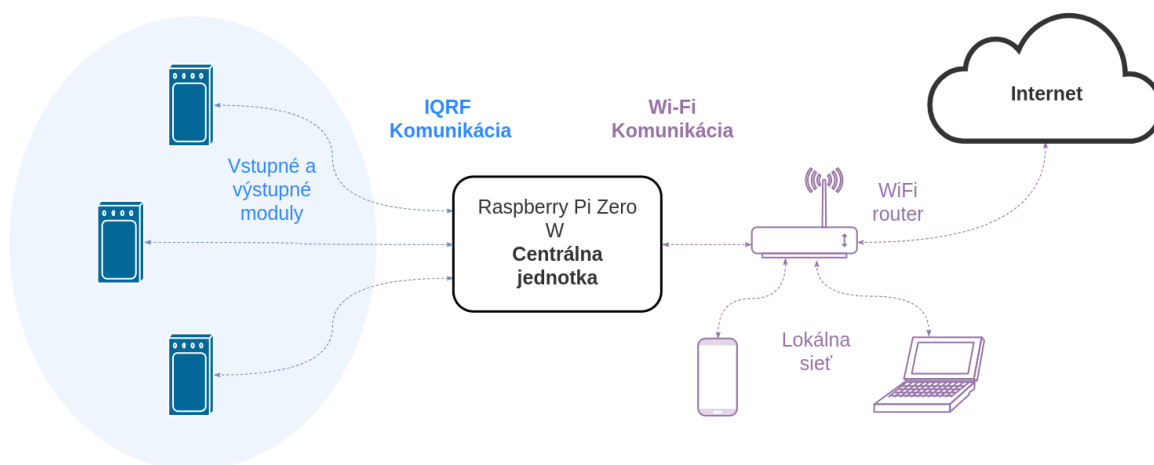 Internet
IQRF
Komunikácia
Wi-Fi
Komunikácia
Vstupné a
výstupné
moduly
WiFi
router
Raspberry Pi Zero
W
Centrálna
jednotka
Lokálna
sieť